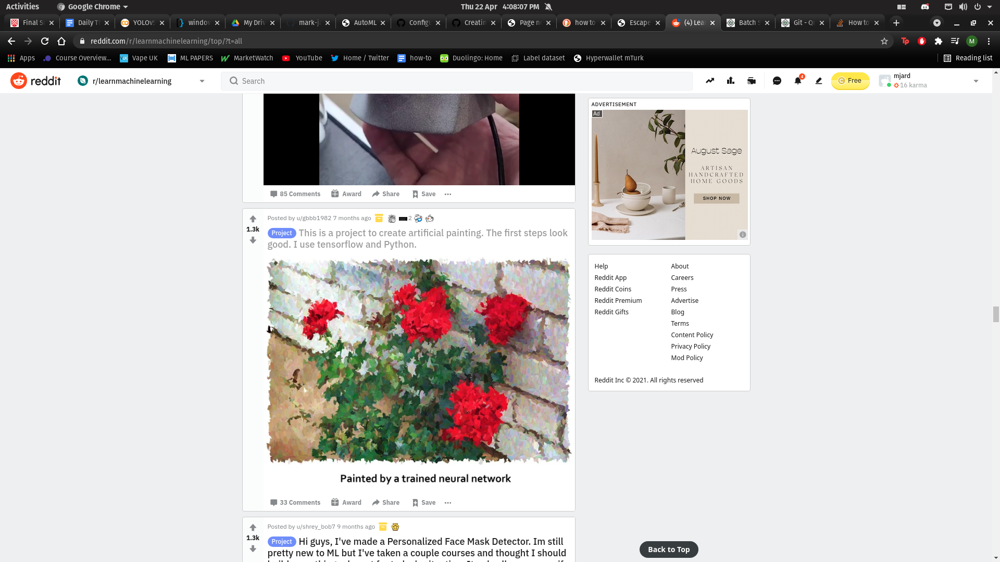 Activities
Google Chrome
Thu 22 Apr 4:08:07 PM
Final S
Daily T
YOLOv
window
My Driv
mark-j
AutoML
Config
Creatin
Page n
how to
Escape
(4) Lea
Batch S
Git - Q
How to
reddit.com/r/learnmachinelearning/top/?t=all
Apps
Course Overview...
Vape UK
ML PAPERS
MarketWatch
YouTube
Home / Twitter
how-to
Duolingo: Home
Label dataset
Hyperwallet mTurk
Reading list
reddit
r/learnmachinelearning
Search
4
Free
mjard
16 karma
85 Comments
Award
Share
Save
1.3k
Posted by u/gbbb1982 7 months ago
2
Project This is a project to create artificial painting. The first steps look
good. I use tensorflow and Python.
Painted by a trained neural network
33 Comments
Award
Share
Save
1.3k
Posted by u/shrey_bob7 9 months ago
Project Hi guys, I've made a Personalized Face Mask Detector. Im still
pretty new to ML but I've taken a couple courses and thought I should
ADVERTISEMENT
Ad
August Sage
ARTISAN
HANDCRAFTED
HOME GOODS
SHOP NOW
Help
Reddit App
Reddit Coins
Reddit Premium
Reddit Gifts
About
Careers
Press
Advertise
Blog
Terms
Content Policy
Privacy Policy
Mod Policy
Reddit Inc © 2021. All rights reserved
Back to Top